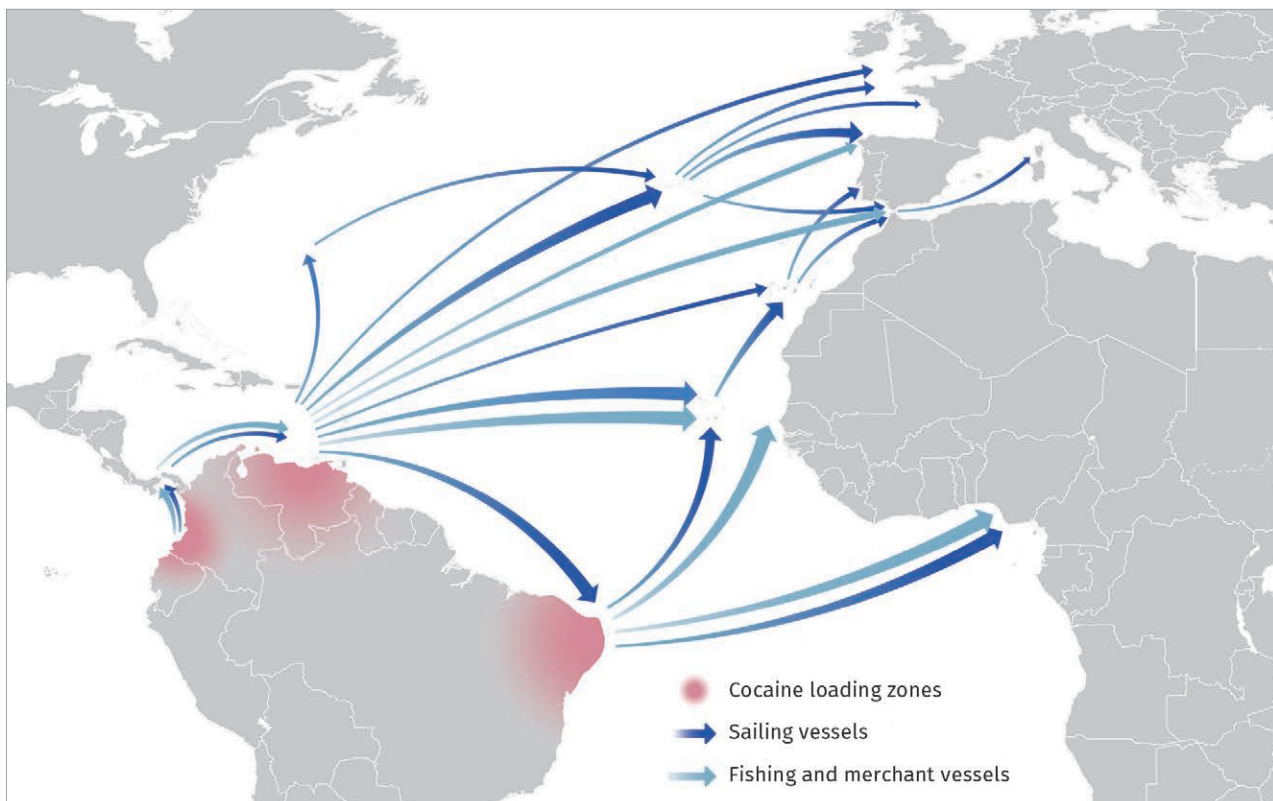 Cocaine loading zones
Sailing vessels
Fishing and merchant vessels